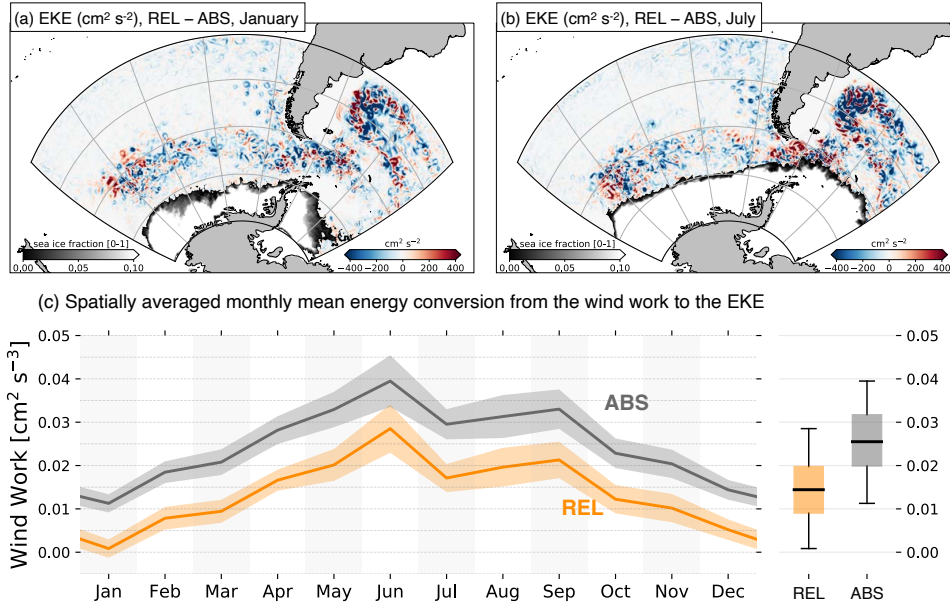 (a) EKE (cm² s⁻²), REL – ABS, January
(b) EKE (cm² s⁻²), REL – ABS, July
sea ice fraction [0-1]
0.00 0.05 0.10
cm² s⁻²
−400 −200 0 200 400
sea ice fraction [0-1]
0.00 0.05 0.10
cm² s⁻²
−400 −200 0 200 400
(c) Spatially averaged monthly mean energy conversion from the wind work to the EKE
Wind Work [cm² s⁻³]
0.05
0.04
0.03
0.02
0.01
0.00
ABS
REL
Jan Feb Mar Apr May Jun Jul Aug Sep Oct Nov Dec
0.05
0.04
0.03
0.02
0.01
0.00
REL ABS